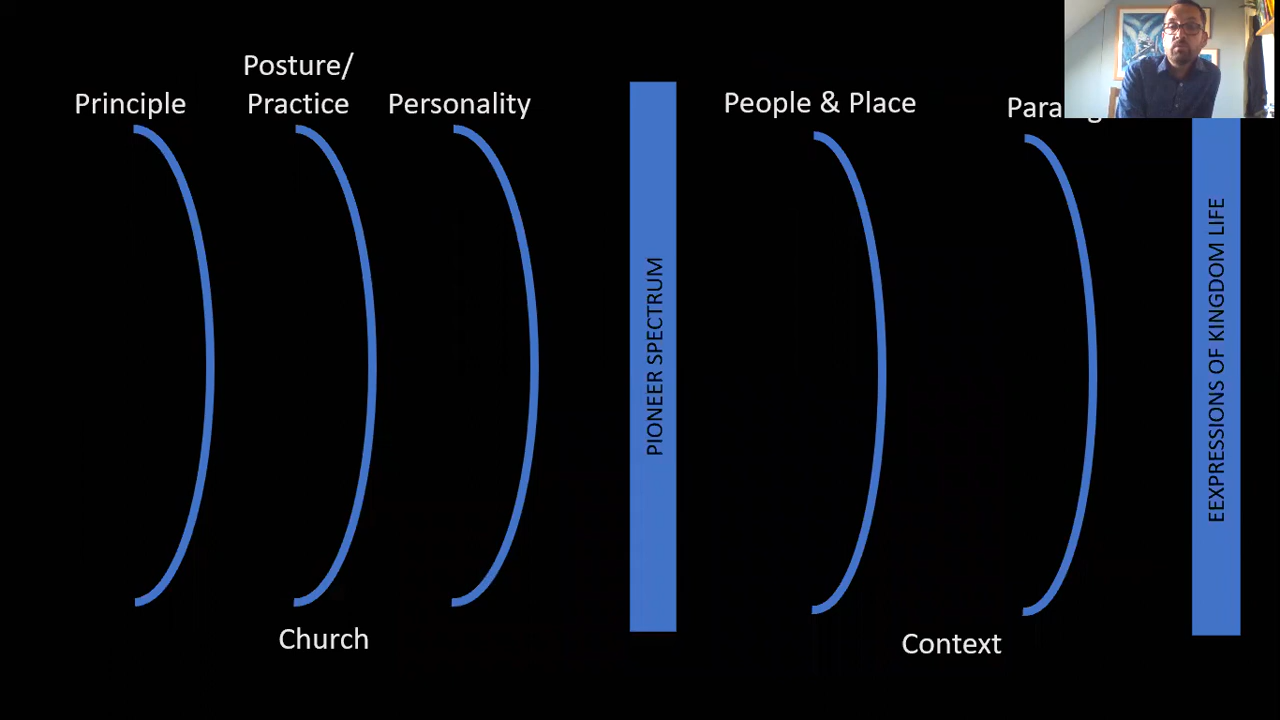 Posture/
Principle
Practice
Personality
People & Place
PIONEER SPECTRUM
EEXPRESSIONS OF KINGDOM LIFE
Church
Context